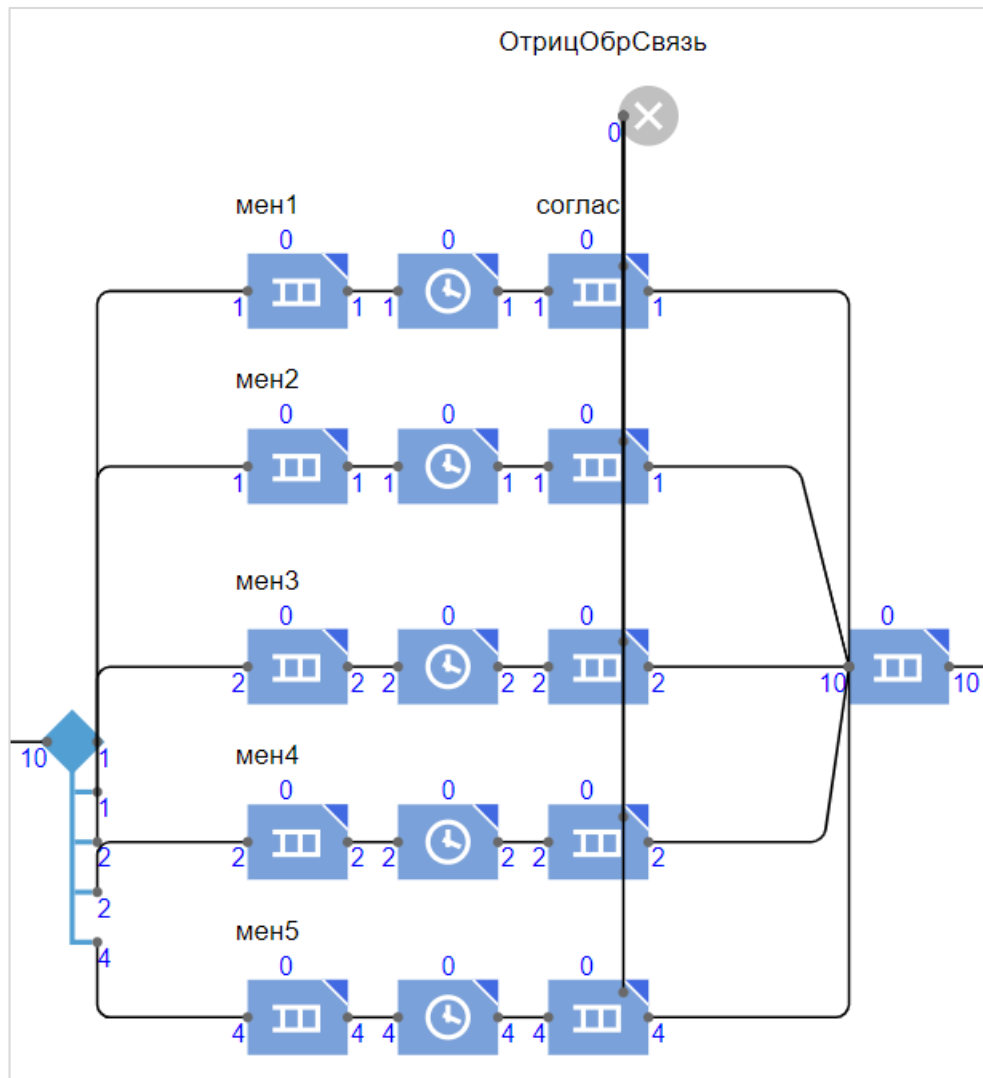 ОтрицОбрСвязь
0
мен1
соглас
0 0 0
1 1 1 1 1 1
мен2
0 0 0
1 1 1 1 1 1
мен3
0 0 0 0
2 2 2 2 2 2 10 10
10 1
мен4
0 0 0
1
2 2 2 2 2 2 2
2
мен5
4
0 0 0
4 4 4 4 4 4